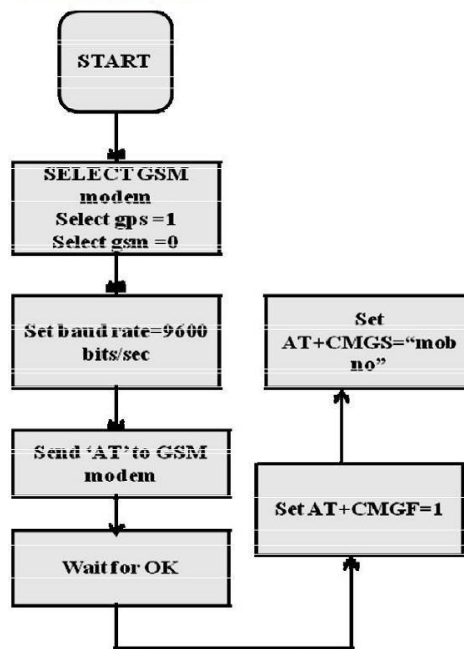 START
SELECT GSM
modem
Select gps =1
Select gsm =0
Set baud rate=9600
bits/sec
Send ‘AT’ to GSM
modem
Wait for OK
Set AT+CMGF=1
Set
AT+CMGS=“mob
no”